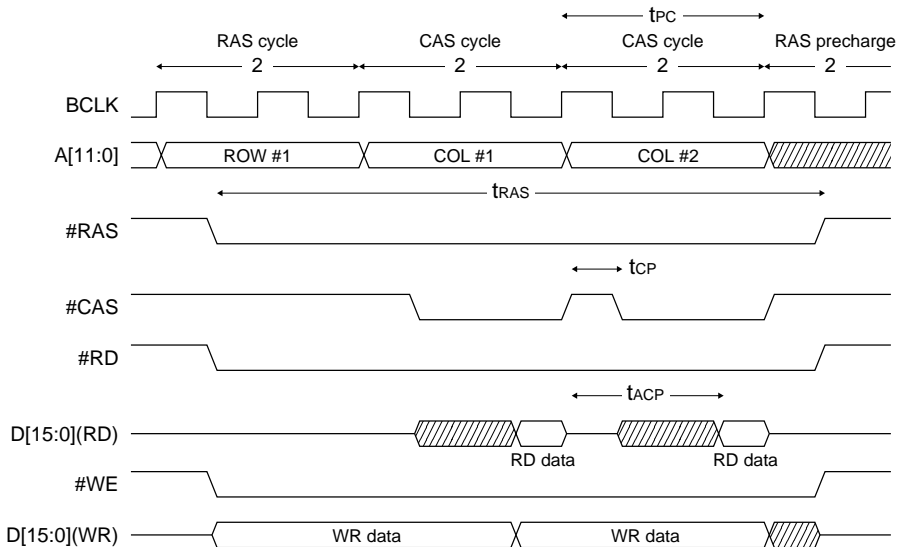 tPC
RAS cycle CAS cycle CAS cycle RAS precharge
2 2 2 2
BCLK
A[11:0] ROW #1 COL #1 COL #2
tRAS
#RAS
tCP
#CAS
#RD
tACP
D[15:0](RD)
RD data RD data
#WE
D[15:0](WR) WR data WR data